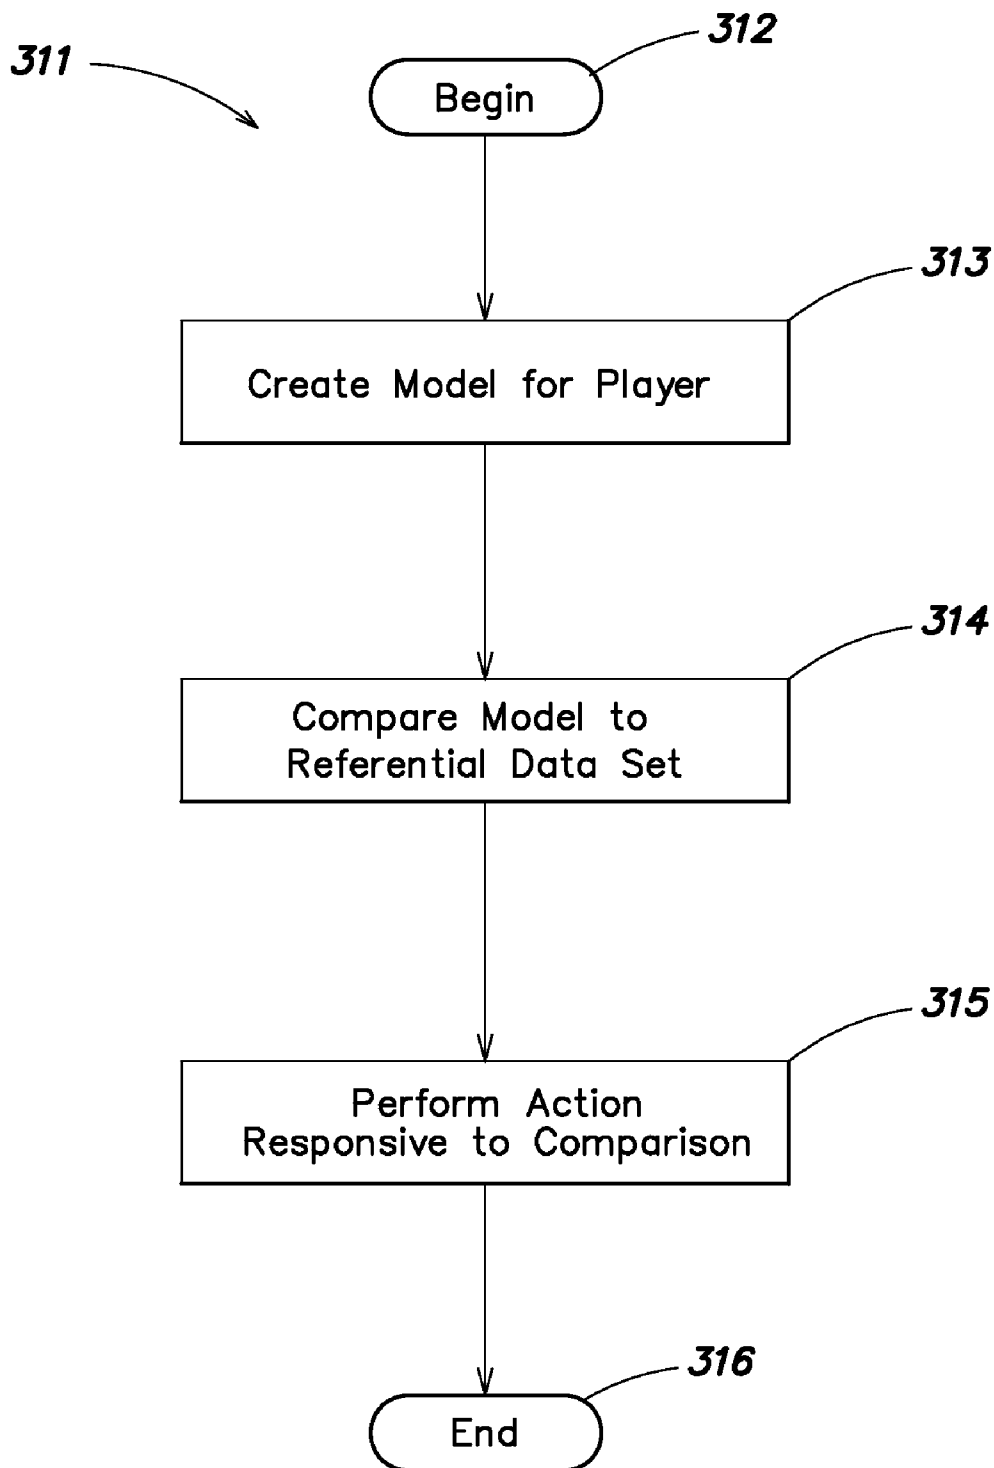 312
311
Begin
313
Create Model for Player
314
Compare Model to
Referential Data Set
315
Perform Action
Responsive to Comparison
316
End